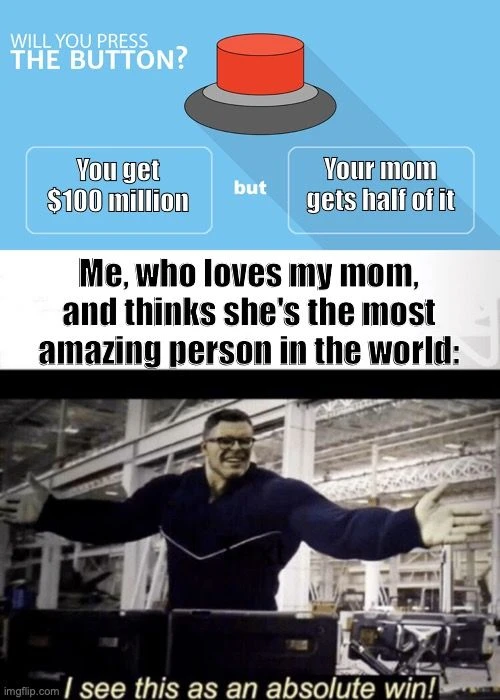 WILL YOU PRESS
THE BUTTON?
You get
$100 million
but
Your mom
gets half of it
Me, who loves my mom,
and thinks she's the most
amazing person in the world:
I see this as an absolute win!
imgflip.com